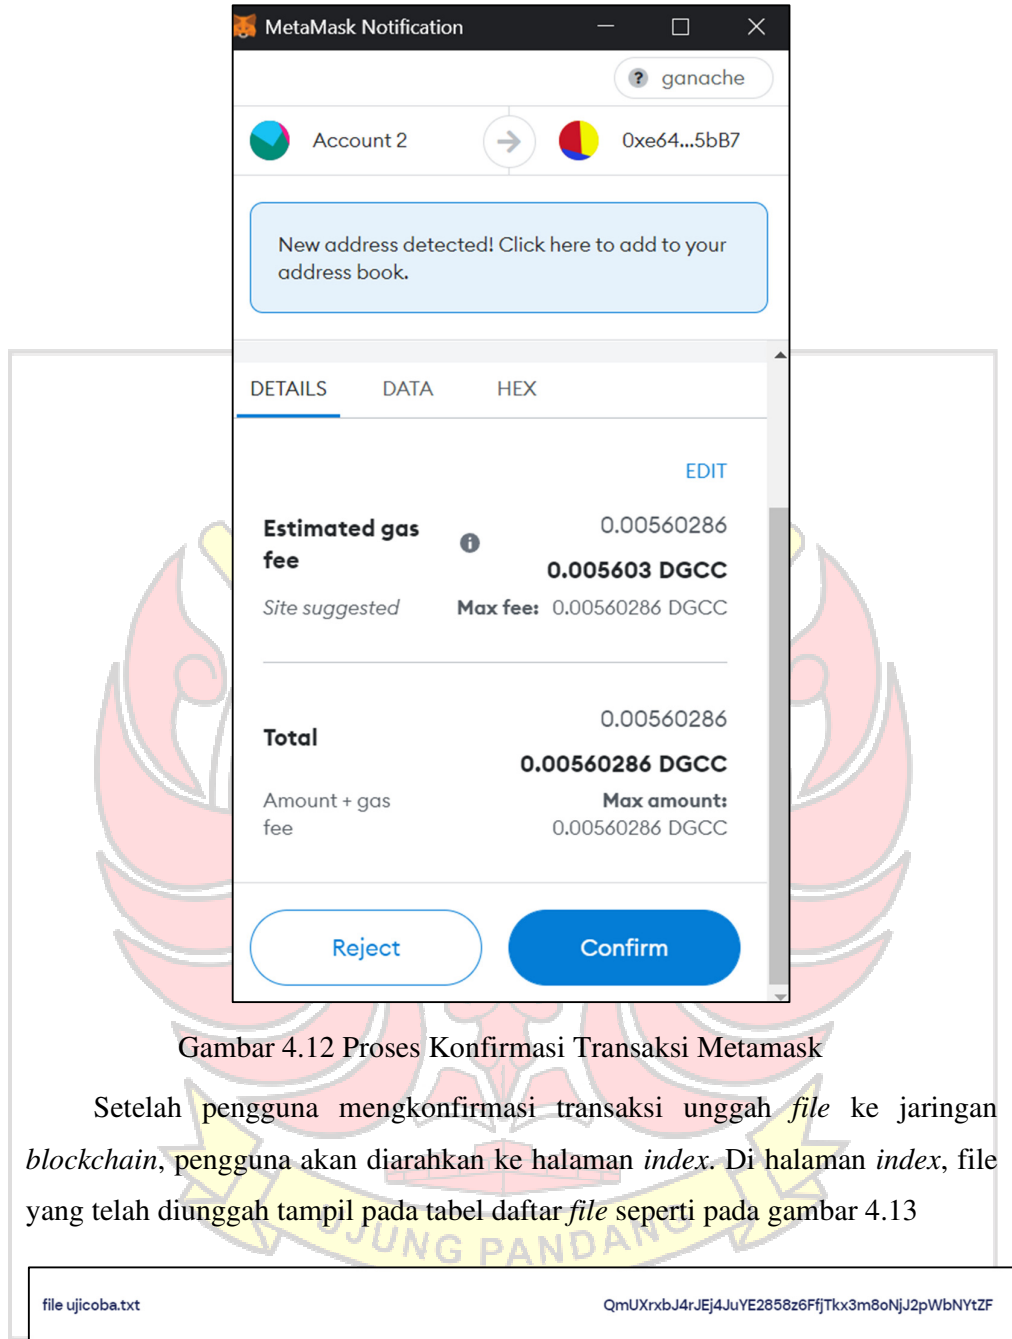 MetaMask Notification
? ganache
Account 2
0xe64...5bB7
New address detected! Click here to add to your
address book.
DETAILS DATA HEX
EDIT
Estimated gas
fee
0.00560286
0.005603 DGCC
Site suggested Max fee: 0.00560286 DGCC
Total
0.00560286
0.00560286 DGCC
Amount + gas
fee
Max amount:
0.00560286 DGCC
Reject Confirm
Gambar 4.12 Proses Konfirmasi Transaksi Metamask
Setelah pengguna mengkonfirmasi transaksi unggah file ke jaringan
blockchain, pengguna akan diarahkan ke halaman index. Di halaman index, file
yang telah diunggah tampil pada tabel daftar file seperti pada gambar 4.13
UJUNG PANDANG
file ujicoba.txt QmUXrxbJ4rJEj4JuYE2858z6FfjTkx3m8oNjJ2pWbNYtZF